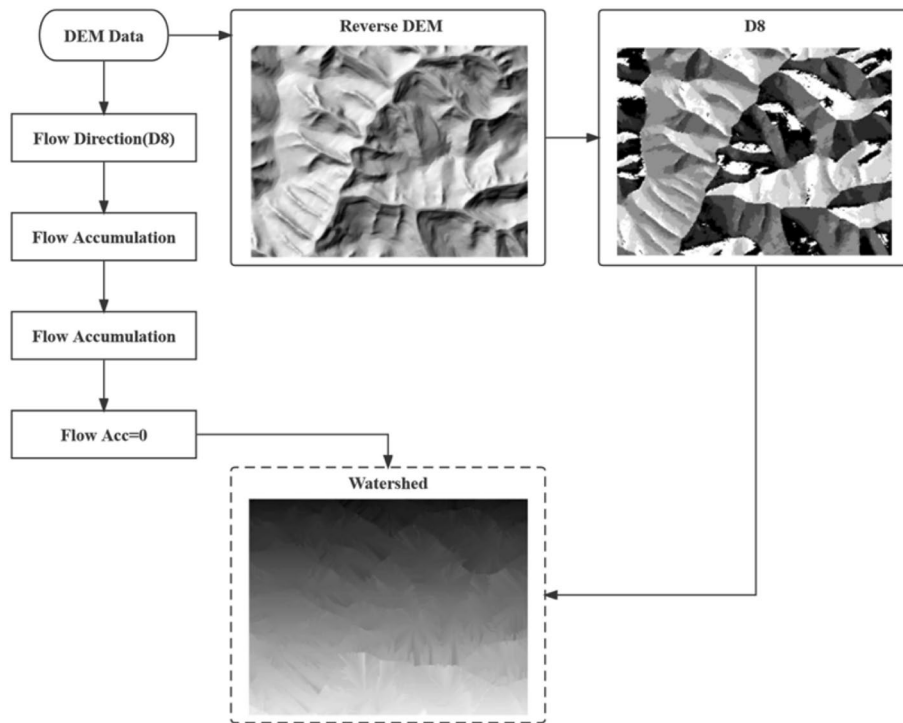 DEM Data
Reverse DEM
D8
Flow Direction(D8)
Flow Accumulation
Flow Accumulation
Flow Acc=0
Watershed